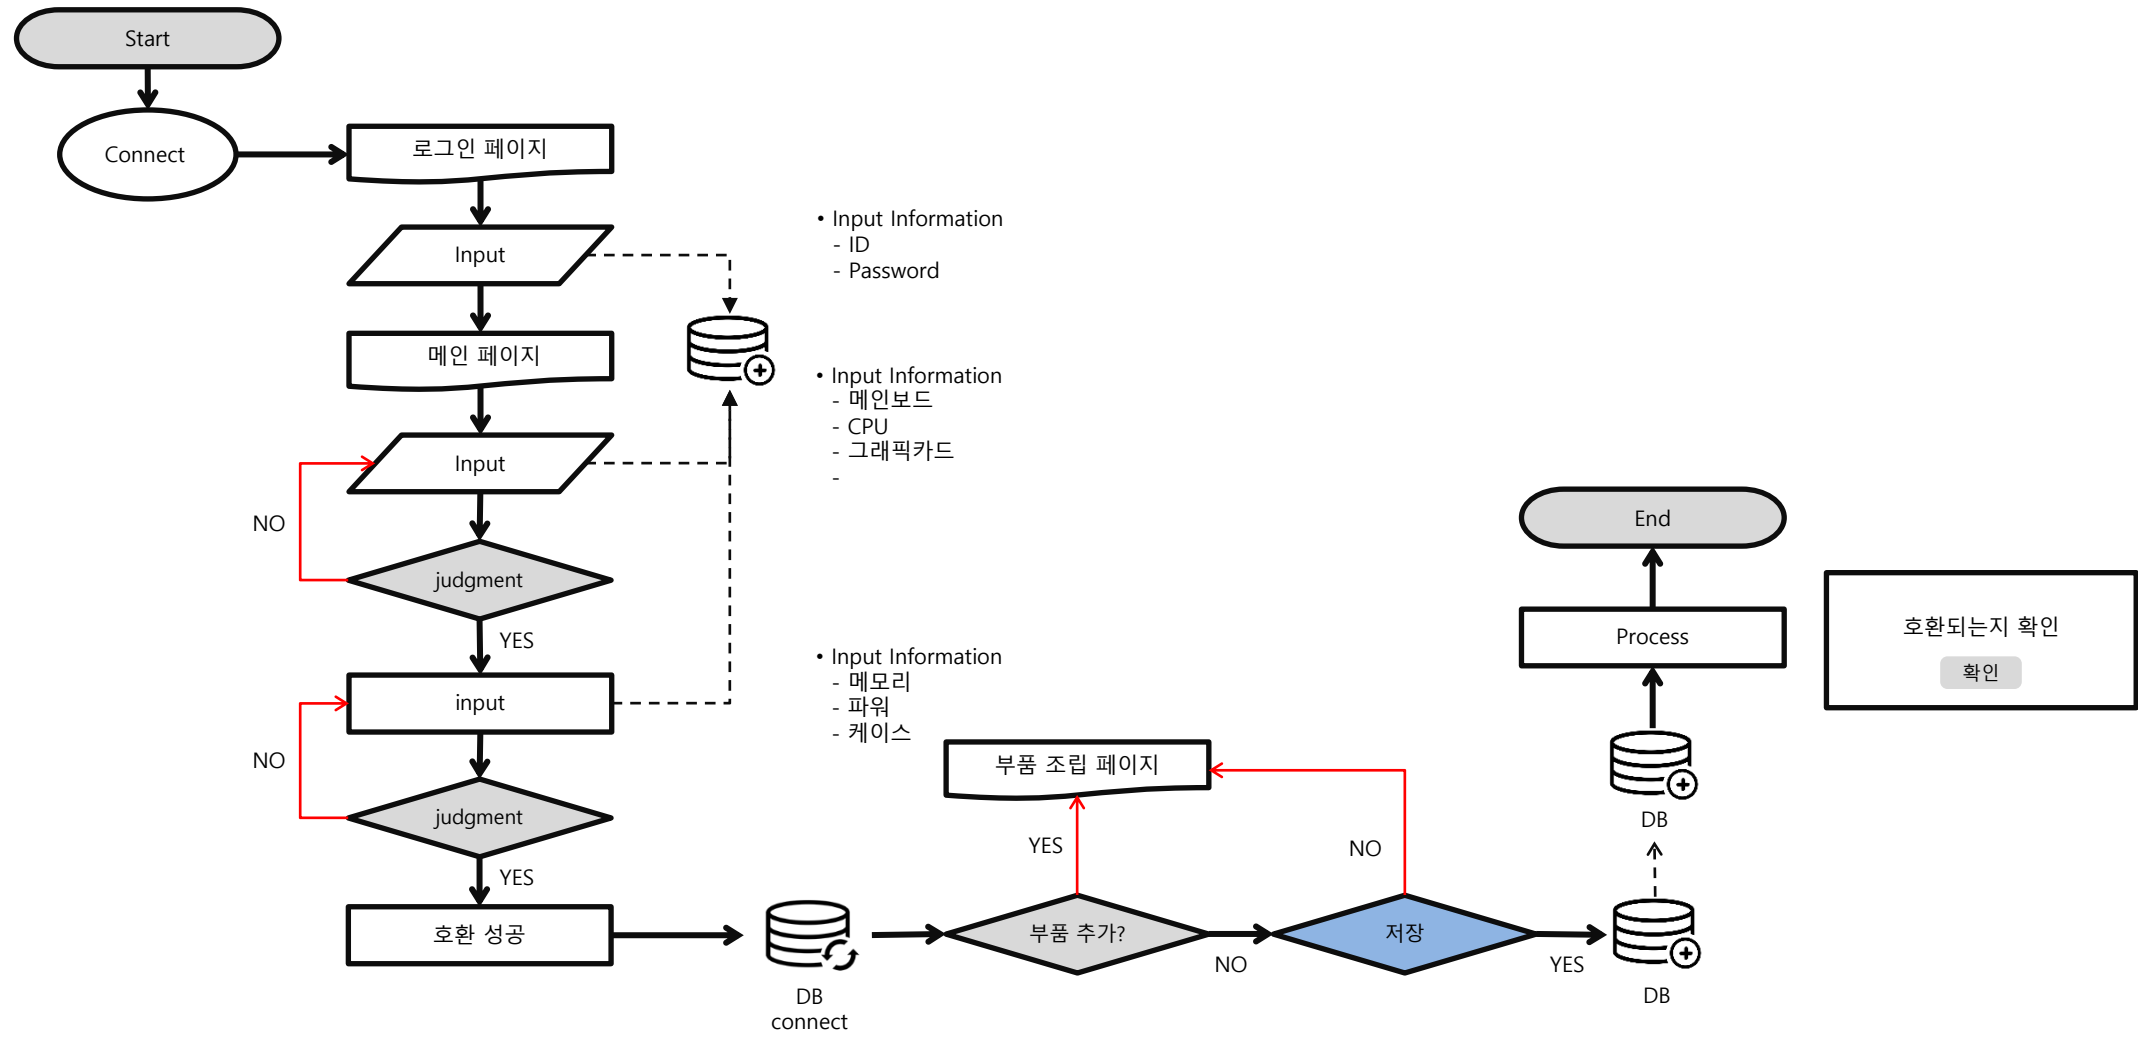 Start
Connect
로그인 페이지
Input
• Input Information
- ID
- Password
메인 페이지
• Input Information
- 메인보드
- CPU
- 그래픽카드
-
Input
NO
judgment
YES
input
• Input Information
- 메모리
- 파워
- 케이스
NO
judgment
YES
호환 성공
DB
connect
부품 조립 페이지
YES
부품 추가?
NO
NO
저장
YES
DB
DB
Process
End
호환되는지 확인
확인